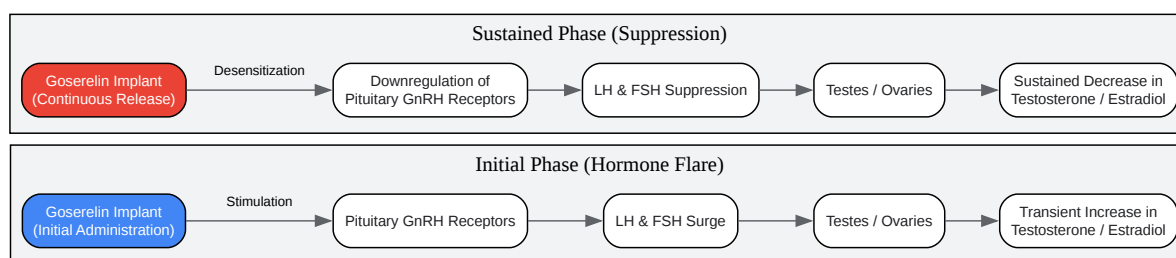 Sustained Phase (Suppression)
Goserelin Implant
(Continuous Release)
Desensitization
Downregulation of
Pituitary GnRH Receptors
LH & FSH Suppression
Testes / Ovaries
Sustained Decrease in
Testosterone / Estradiol
Initial Phase (Hormone Flare)
Goserelin Implant
(Initial Administration)
Stimulation
Pituitary GnRH Receptors
LH & FSH Surge
Testes / Ovaries
Transient Increase in
Testosterone / Estradiol